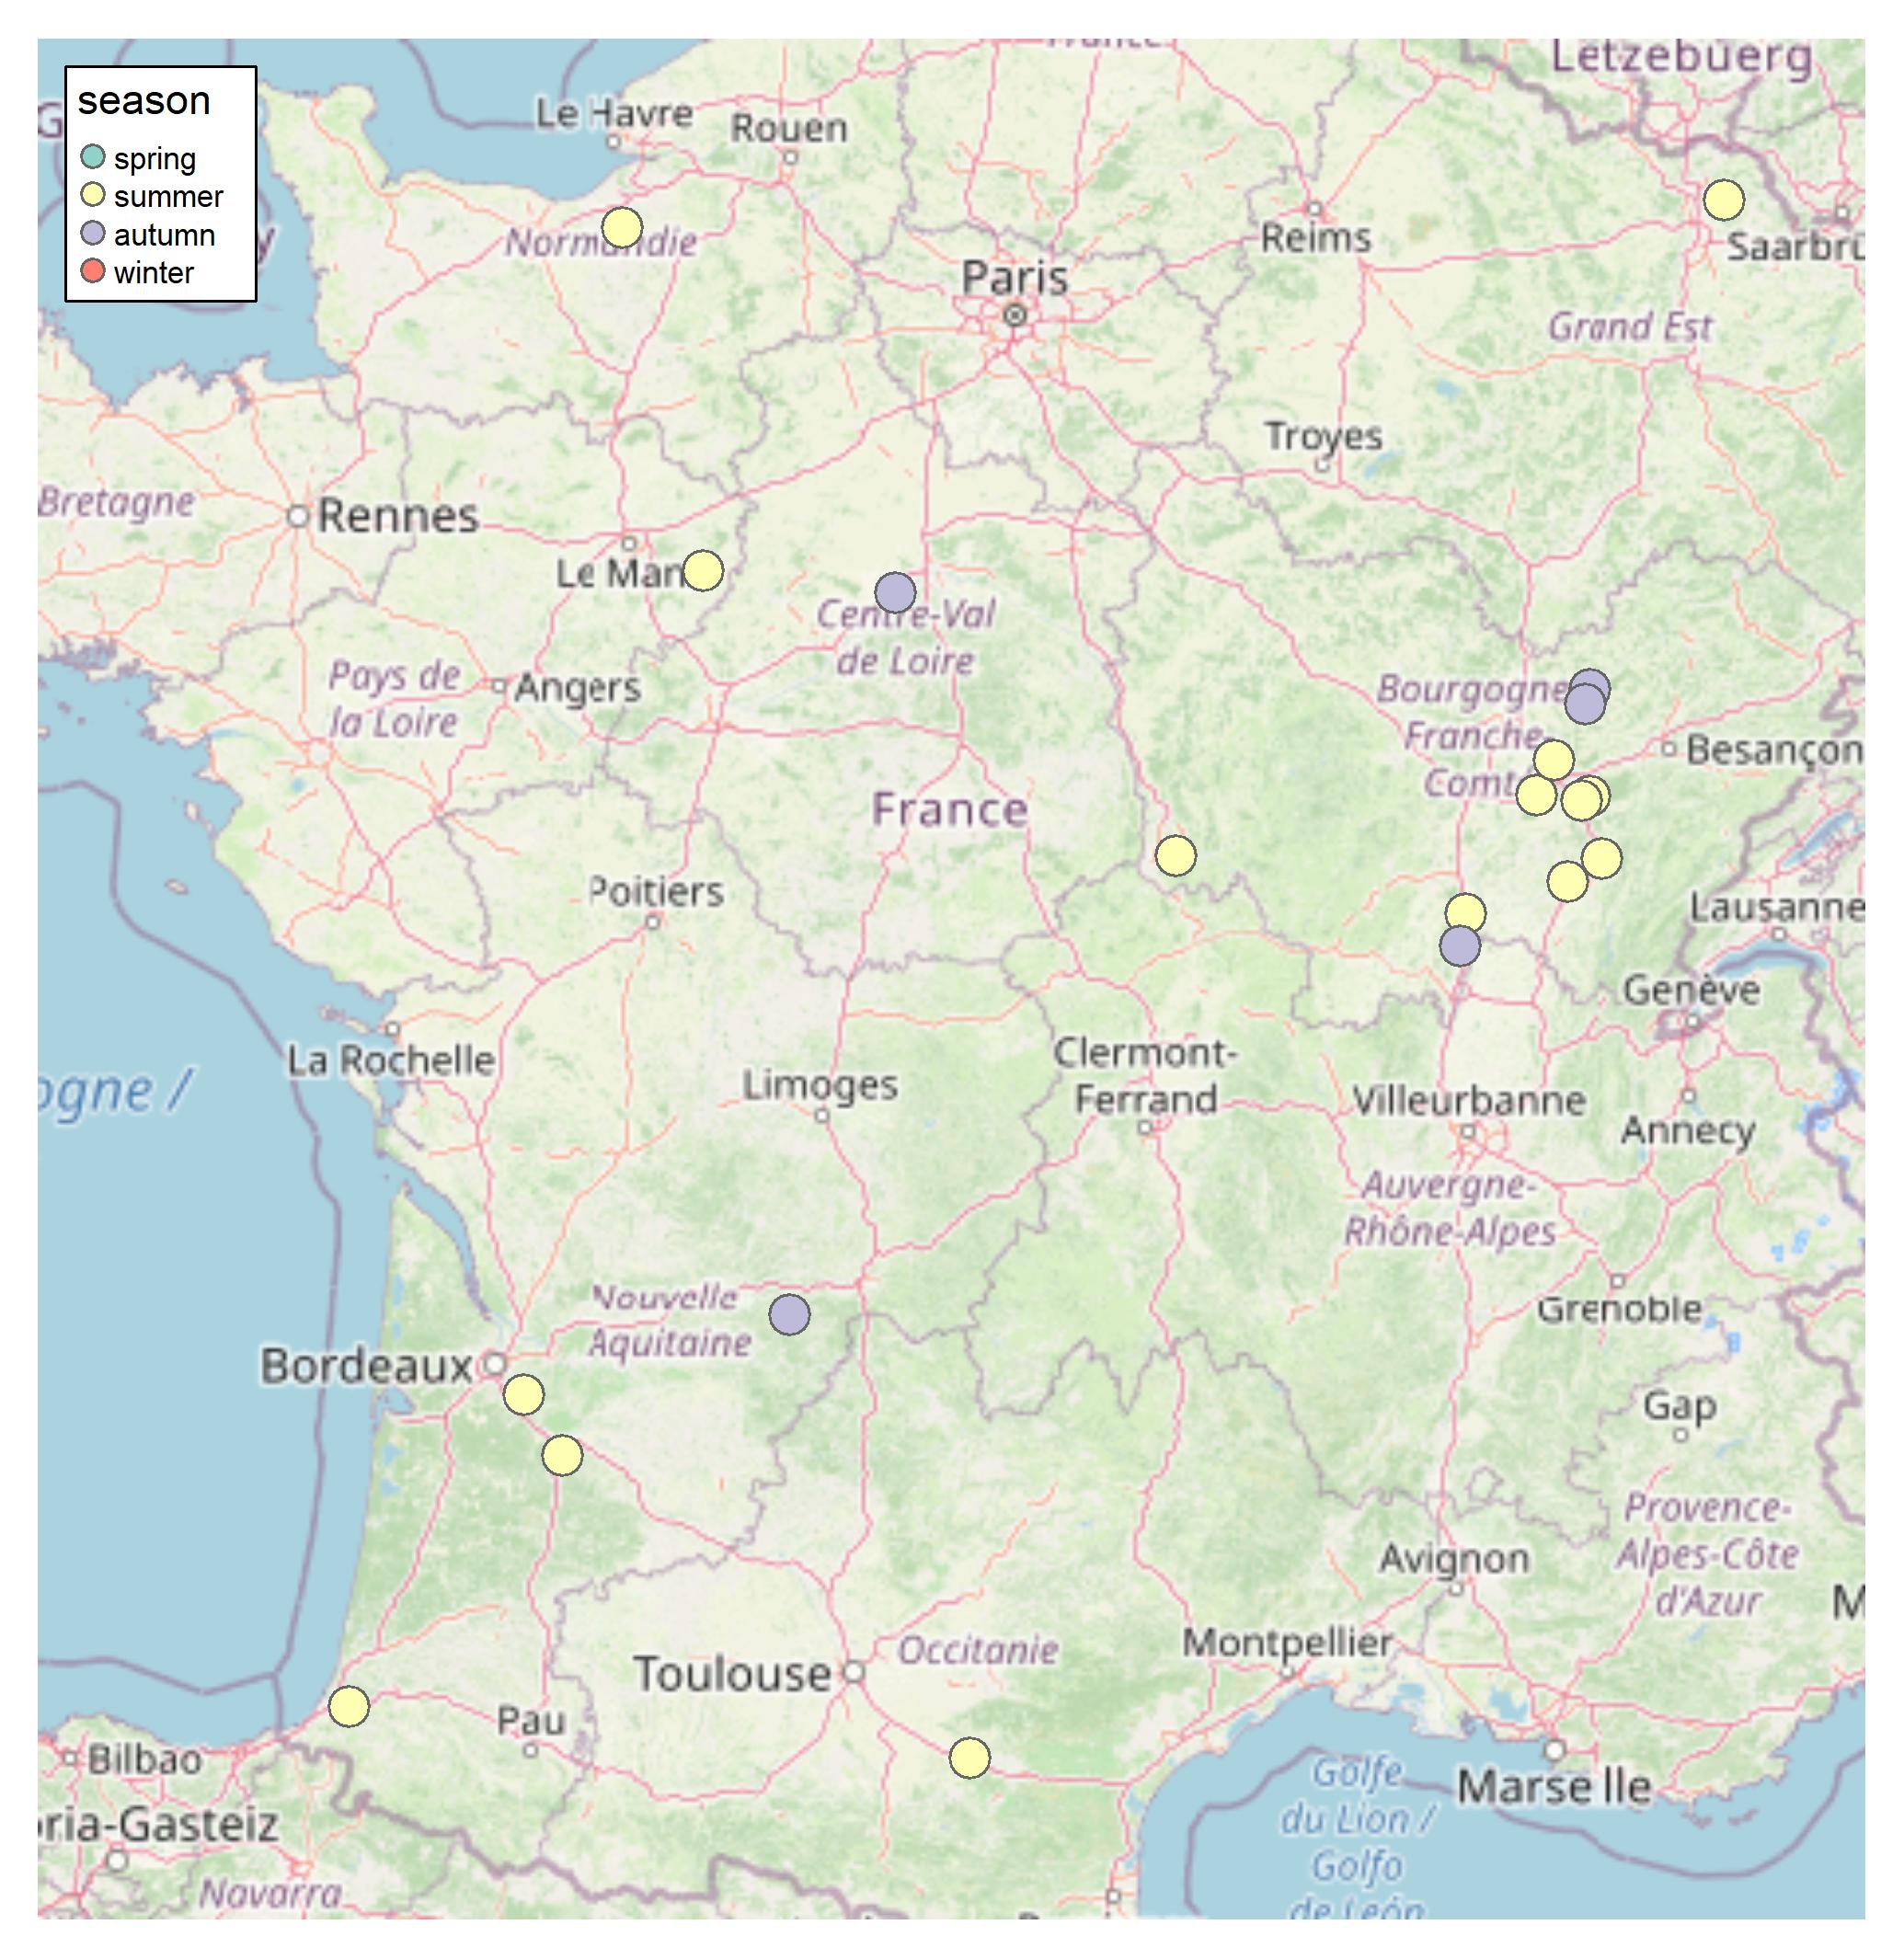 season
spring
summer
autumn
winter
Lëtzebuerg
Le Havre
Rouen
Normandie
Reims
Saarbrü
Paris
Grand Est
Troyes
Bretagne
Rennes
Le Man
Centre-Val
de Loire
Pays de
la Loire
Angers
Bourgogne
Franche-
Comt
Besançon
France
Poitiers
Lausanne
Genève
La Rochelle
Limoges
Clermont-
Ferrand
Villeurbanne
Annecy
ogne /
Auvergne-
Rhône-Alpes
Nouvelle
Aquitaine
Grenoble
Bordeaux
Gap
Provence-
Alpes-Côte
d'Azur
Avignon
M
Montpellier
Toulouse
Occitanie
Pau
Bilbao
Marse lle
Golfe
du Lion /
Golfo
de León
ria-Gasteiz
Navarra